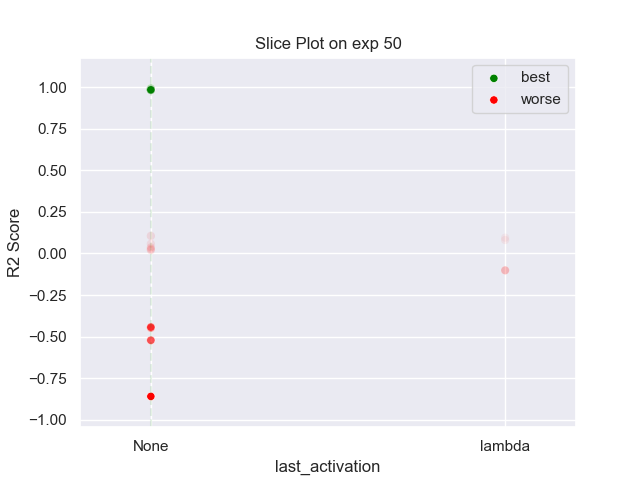 Slice Plot on exp 50
best
worse
1.00
0.75
0.50
0.25
0.00
−0.25
−0.50
−0.75
−1.00
R2 Score
None
lambda
last_activation